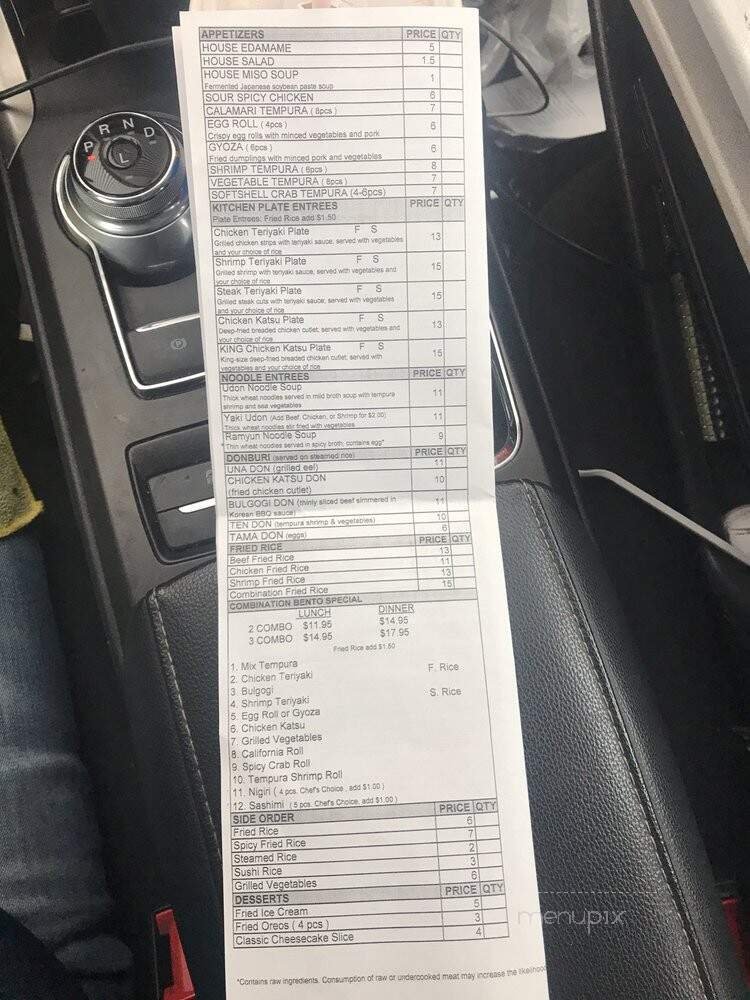 P R N D
L
APPETIZERS PRICE QTY
HOUSE EDAMAME 5
HOUSE SALAD 1.5
HOUSE MISO SOUP 1
Fermented Japanese soybean paste soup
SOUR SPICY CHICKEN 6
CALAMARI TEMPURA ( 8pcs ) 7
EGG ROLL ( 4pcs ) 6
Crispy egg rolls with minced vegetables and pork
GYOZA ( 6pcs ) 6
Fried dumplings with minced pork and vegetables
SHRIMP TEMPURA ( 6pcs ) 8
VEGETABLE TEMPURA ( 8pcs ) 7
SOFTSHELL CRAB TEMPURA (4-6pcs) 7
KITCHEN PLATE ENTREES PRICE QTY
Plate Entrees: Fried Rice add $1.50
Chicken Teriyaki Plate F S 13
Grilled chicken strips with teriyaki sauce, served with vegetables
and your choice of rice
Shrimp Teriyaki Plate F S 15
Grilled shrimp with teriyaki sauce, served with vegetables and
your choice of rice
Steak Teriyaki Plate F S 15
Grilled steak cuts with teriyaki sauce, served with vegetables
and your choice of rice
Chicken Katsu Plate F S 13
Deep-fried breaded chicken cutlet, served with vegetables and
your choice of rice
KING Chicken Katsu Plate F S 15
King-size deep-fried breaded chicken cutlet, served with
vegetables and your choice of rice
NOODLE ENTREES PRICE QTY
Udon Noodle Soup 11
Thick wheat noodles served in mild broth soup with tempura
shrimp and sea vegetables
Yaki Udon (Add Beef, Chicken, or Shrimp for $2.00) 11
Thick wheat noodles stir fried with vegetables
Ramyun Noodle Soup 9
*Thin wheat noodles served in spicy broth, contains egg*
DONBURI (served on steamed rice) PRICE QTY
UNA DON (grilled eel) 11
CHICKEN KATSU DON 10
(fried chicken cutlet)
BULGOGI DON (thinly sliced beef simmered in 11
Korean BBQ sauce)
TEN DON (tempura shrimp & vegetables) 10
TAMA DON (eggs) 6
FRIED RICE PRICE QTY
Beef Fried Rice 13
Chicken Fried Rice 11
Shrimp Fried Rice 13
Combination Fried Rice 15
COMBINATION BENTO SPECIAL
LUNCH DINNER
2 COMBO $11.95 $14.95
3 COMBO $14.95 $17.95
Fried Rice add $1.50
1. Mix Tempura F. Rice
2. Chicken Teriyaki
3. Bulgogi S. Rice
4. Shrimp Teriyaki
5. Egg Roll or Gyoza
6. Chicken Katsu
7. Grilled Vegetables
8. California Roll
9. Spicy Crab Roll
10. Tempura Shrimp Roll
11. Nigiri ( 4 pcs. Chef's Choice , add $1.00 )
12. Sashimi ( 5 pcs. Chef's Choice, add $1.00 )
SIDE ORDER PRICE QTY
Fried Rice 6
Spicy Fried Rice 7
Steamed Rice 2
Sushi Rice 3
Grilled Vegetables 6
DESSERTS PRICE QTY
Fried Ice Cream 5
Fried Oreos ( 4 pcs ) 3
Classic Cheesecake Slice 4
*Contains raw ingredients. Consumption of raw or undercooked meat may increase the likelihood
menupix